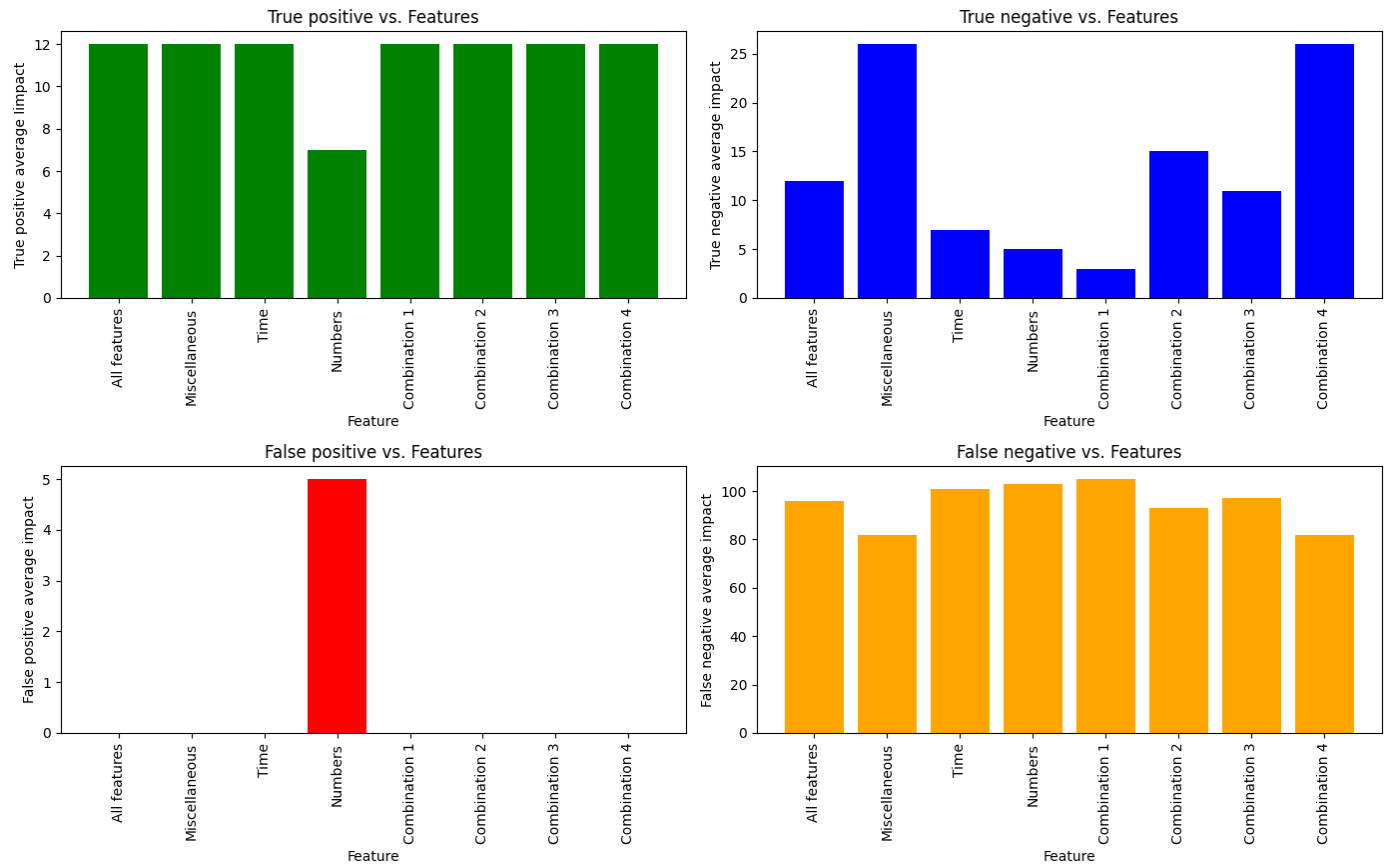 True positive vs. Features
True positive average Iimpact
12
10
8
6
4
2
0
All features
Miscellaneous
Time
Numbers
Combination 1
Combination 2
Combination 3
Combination 4
Feature
True negative vs. Features
True negative average impact
25
20
15
10
5
0
All features
Miscellaneous
Time
Numbers
Combination 1
Combination 2
Combination 3
Combination 4
Feature
False positive vs. Features
False positive average impact
5
4
3
2
1
0
All features
Miscellaneous
Time
Numbers
Combination 1
Combination 2
Combination 3
Combination 4
Feature
False negative vs. Features
False negative average impact
100
80
60
40
20
0
All features
Miscellaneous
Time
Numbers
Combination 1
Combination 2
Combination 3
Combination 4
Feature